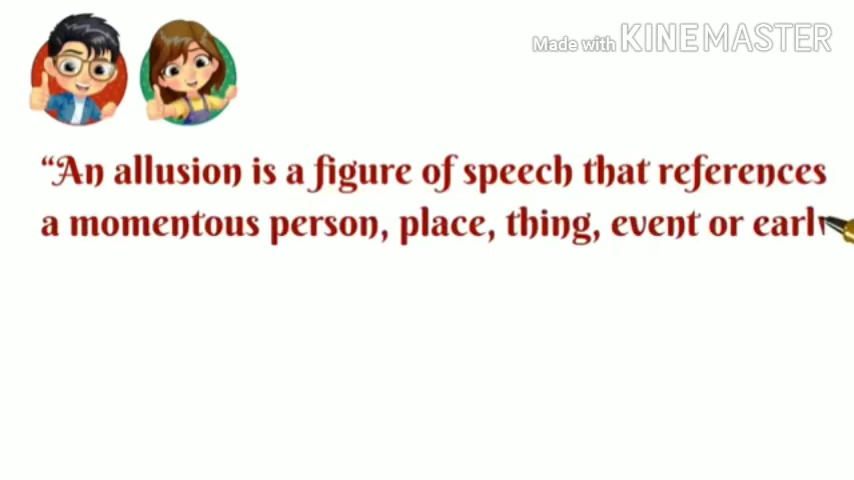 Made with KINEMASTER
“An allusion is a figure of speech that references
a momentous person, place, thing, event or